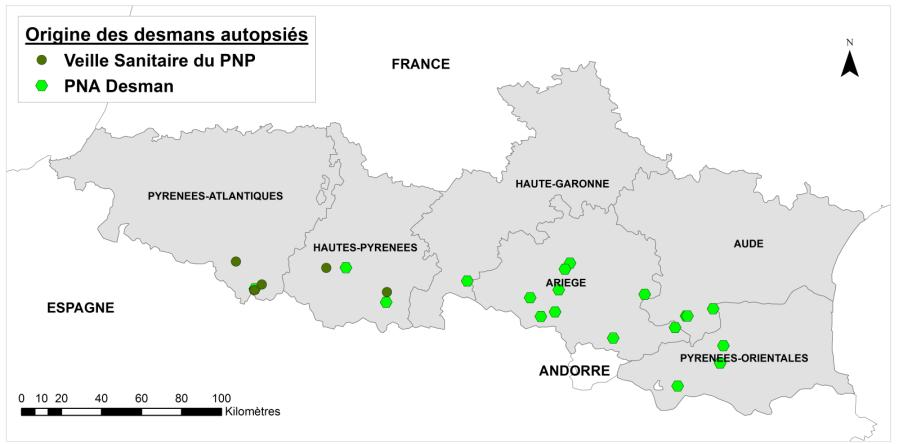 Origine des desmans autopsiés
Veille Sanitaire du PNP
PNA Desman
FRANCE
N
HAUTE-GARONNE
PYRENEES-ATLANTIQUES
HAUTES-PYRENEES
AUDE
ARIEGE
ESPAGNE
PYRENEES-ORIENTALES
ANDORRE
0 10 20 40 60 80 100
Kilomètres